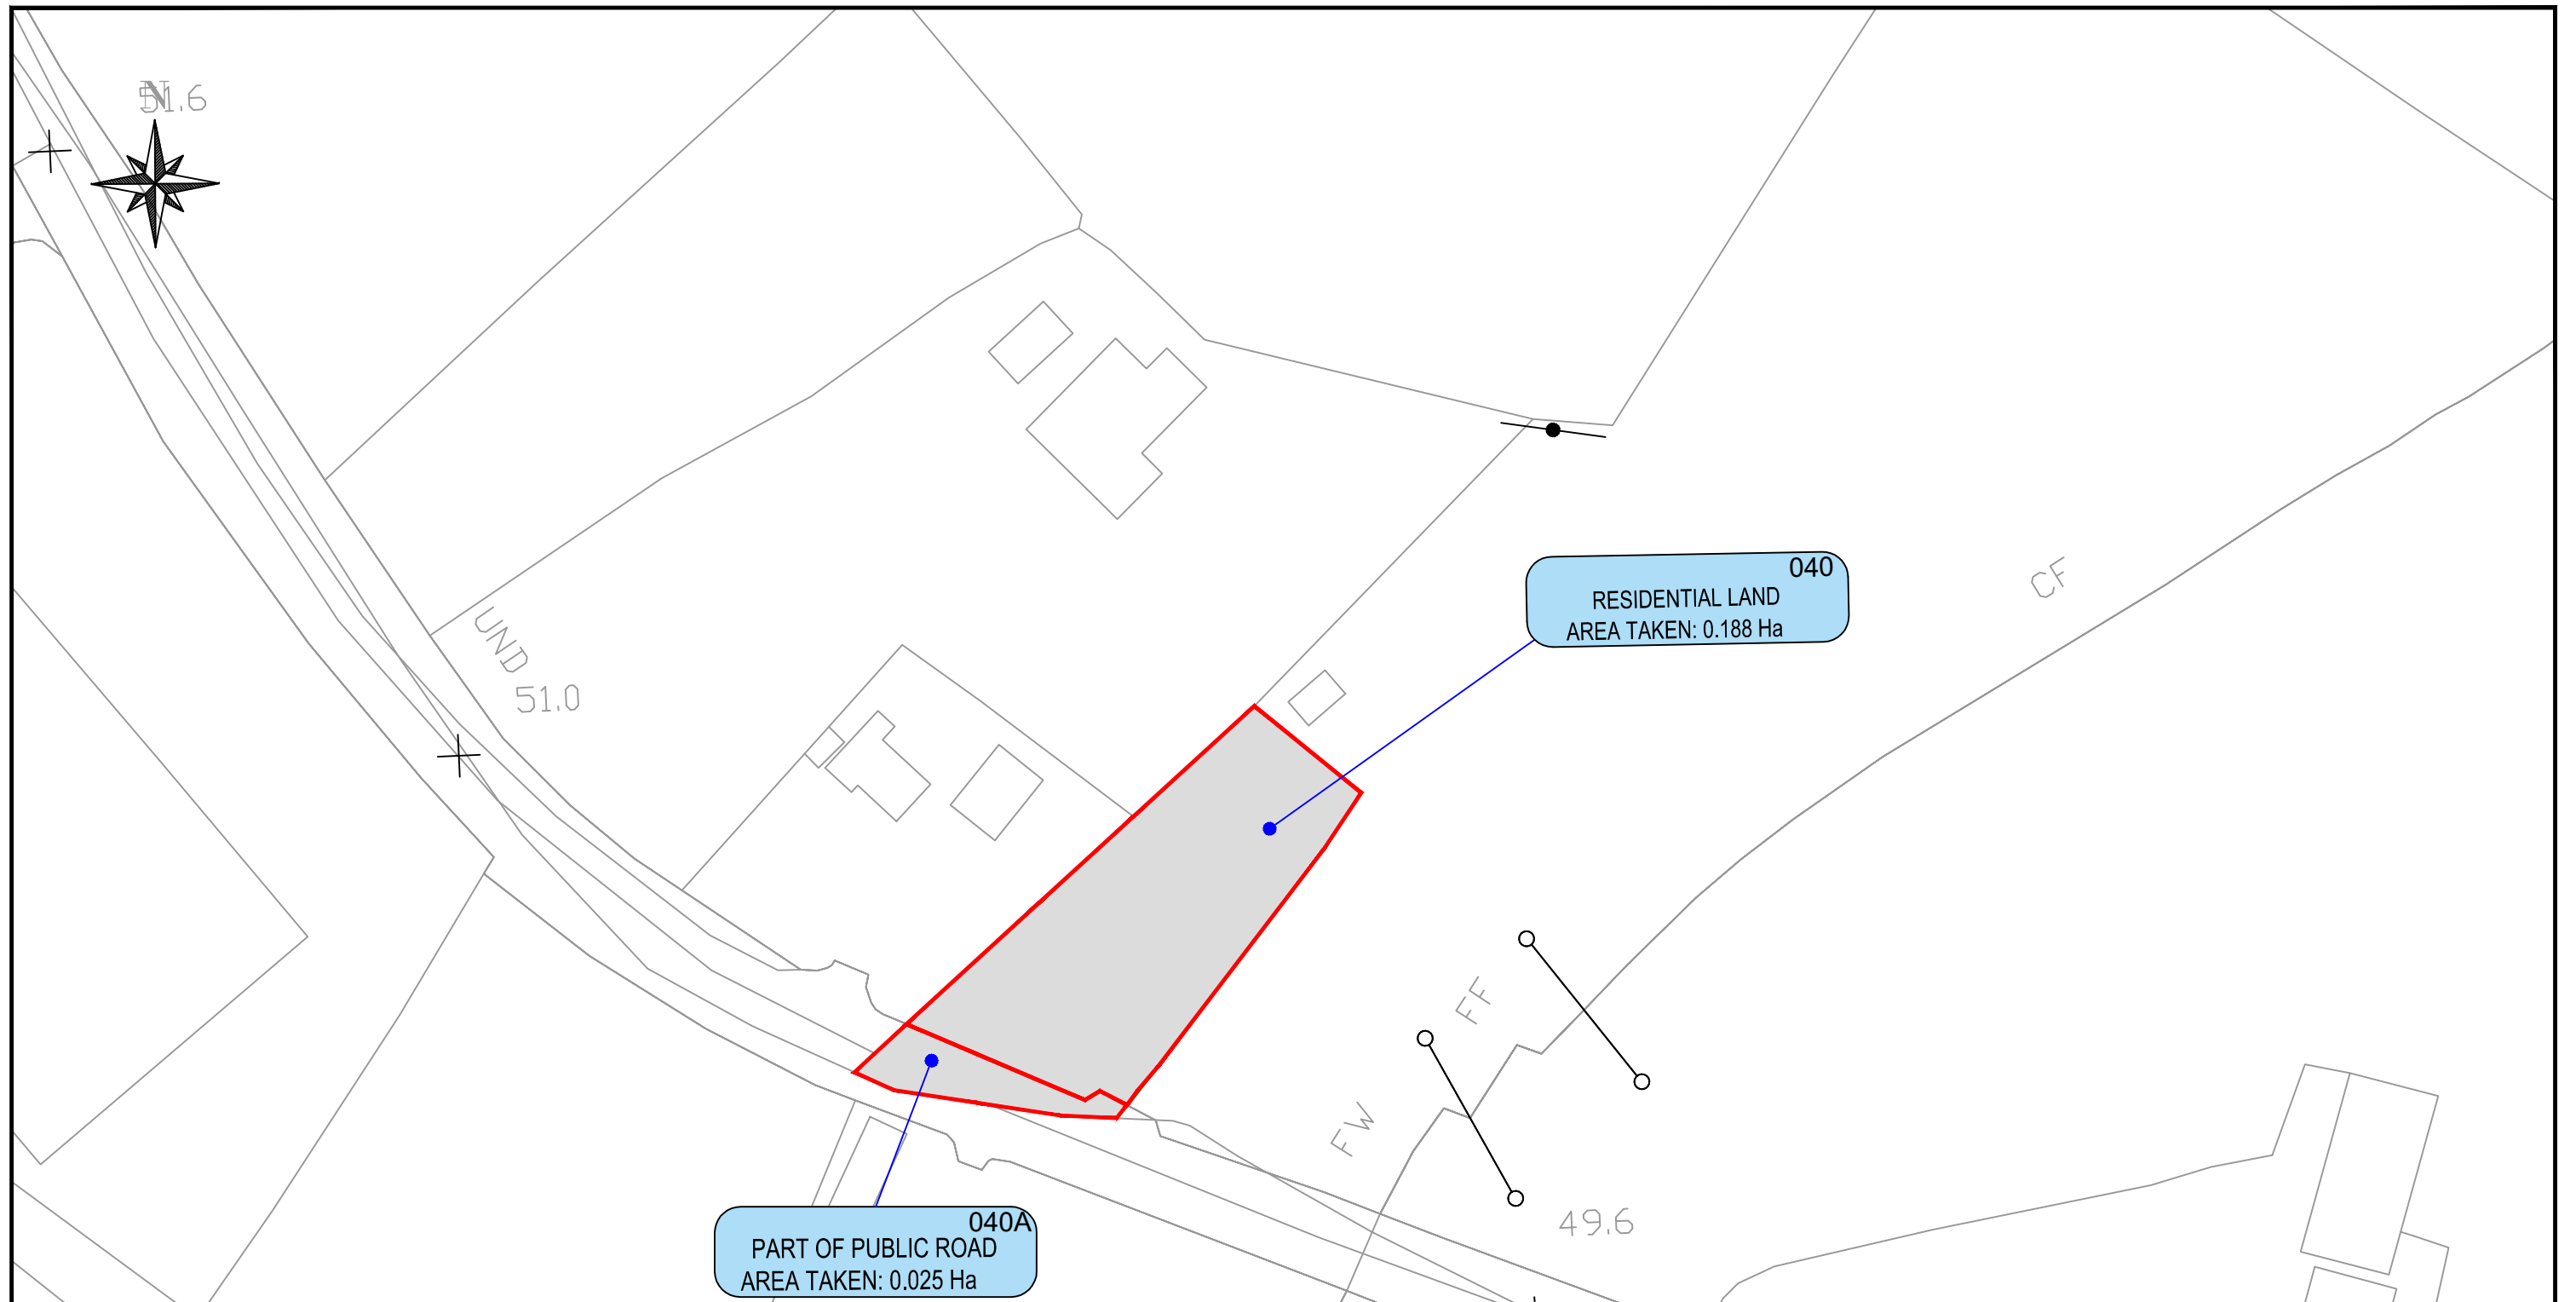 N
51.6
040
RESIDENTIAL LAND
AREA TAKEN: 0.188 Ha
CF
UND
51.0
FF
FW
49.6
040A
PART OF PUBLIC ROAD
AREA TAKEN: 0.025 Ha